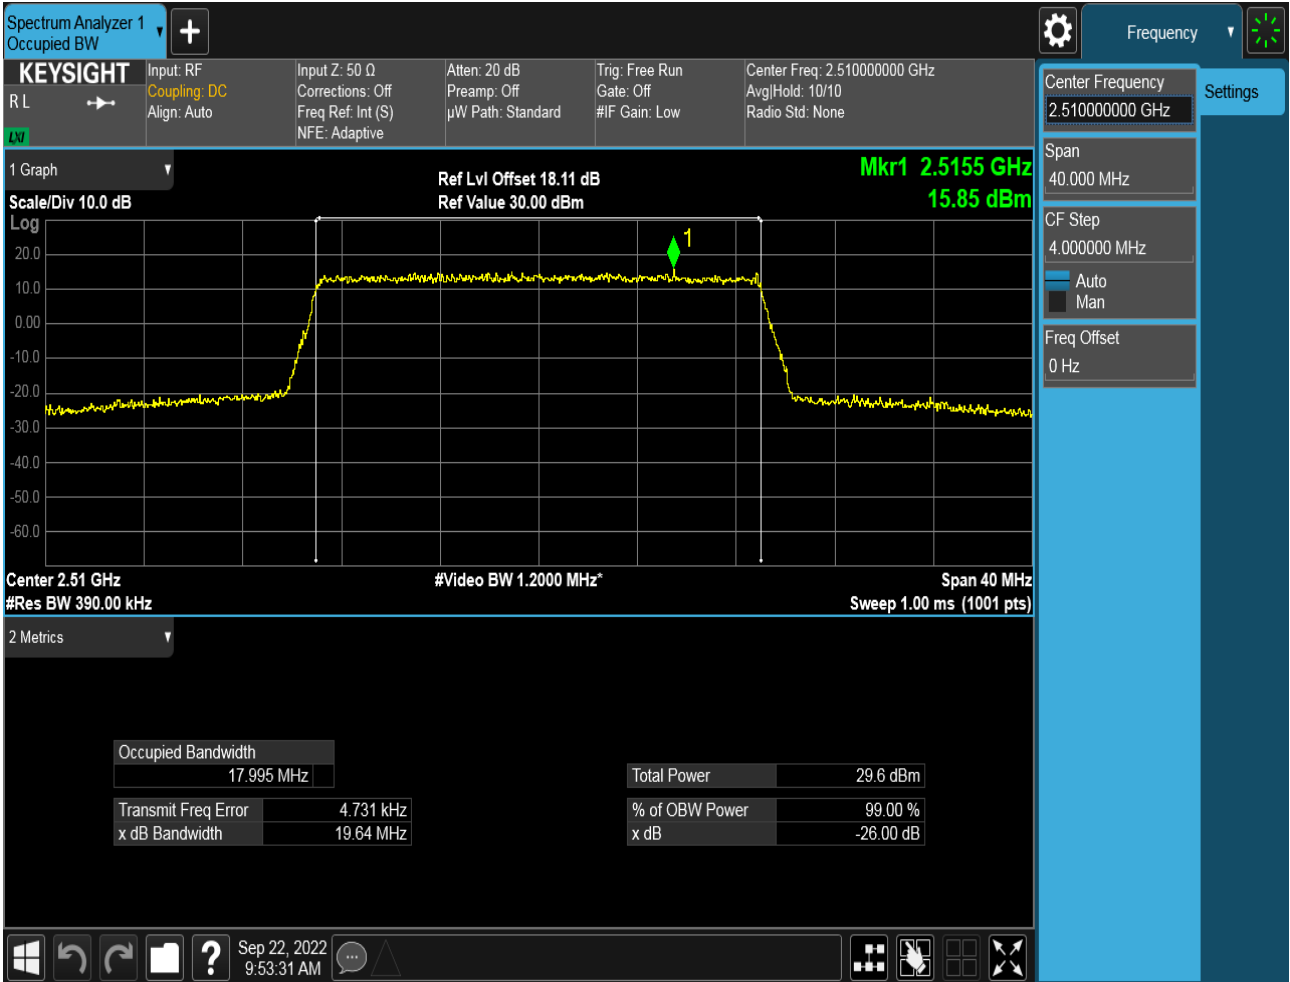 Spectrum Analyzer 1
Occupied BW
Frequency
KEYSIGHT
R L
LXI
Input: RF
Coupling: DC
Align: Auto
Input Z: 50 Ω
Corrections: Off
Freq Ref: Int (S)
NFE: Adaptive
Atten: 20 dB
Preamp: Off
µW Path: Standard
Trig: Free Run
Gate: Off
#IF Gain: Low
Center Freq: 2.510000000 GHz
Avg|Hold: 10/10
Radio Std: None
Center Frequency
2.510000000 GHz
Settings
Span
40.000 MHz
CF Step
4.000000 MHz
Auto
Man
Freq Offset
0 Hz
1 Graph
Scale/Div 10.0 dB
Ref Lvl Offset 18.11 dB
Ref Value 30.00 dBm
Mkr1 2.5155 GHz
15.85 dBm
Log
1
20.0
10.0
0.00
-10.0
-20.0
-30.0
-40.0
-50.0
-60.0
Center 2.51 GHz
#Video BW 1.2000 MHz*
Span 40 MHz
#Res BW 390.00 kHz
Sweep 1.00 ms (1001 pts)
2 Metrics
Occupied Bandwidth
17.995 MHz
Total Power 29.6 dBm
Transmit Freq Error 4.731 kHz
% of OBW Power 99.00 %
x dB Bandwidth 19.64 MHz
x dB -26.00 dB
?
Sep 22, 2022
9:53:31 AM